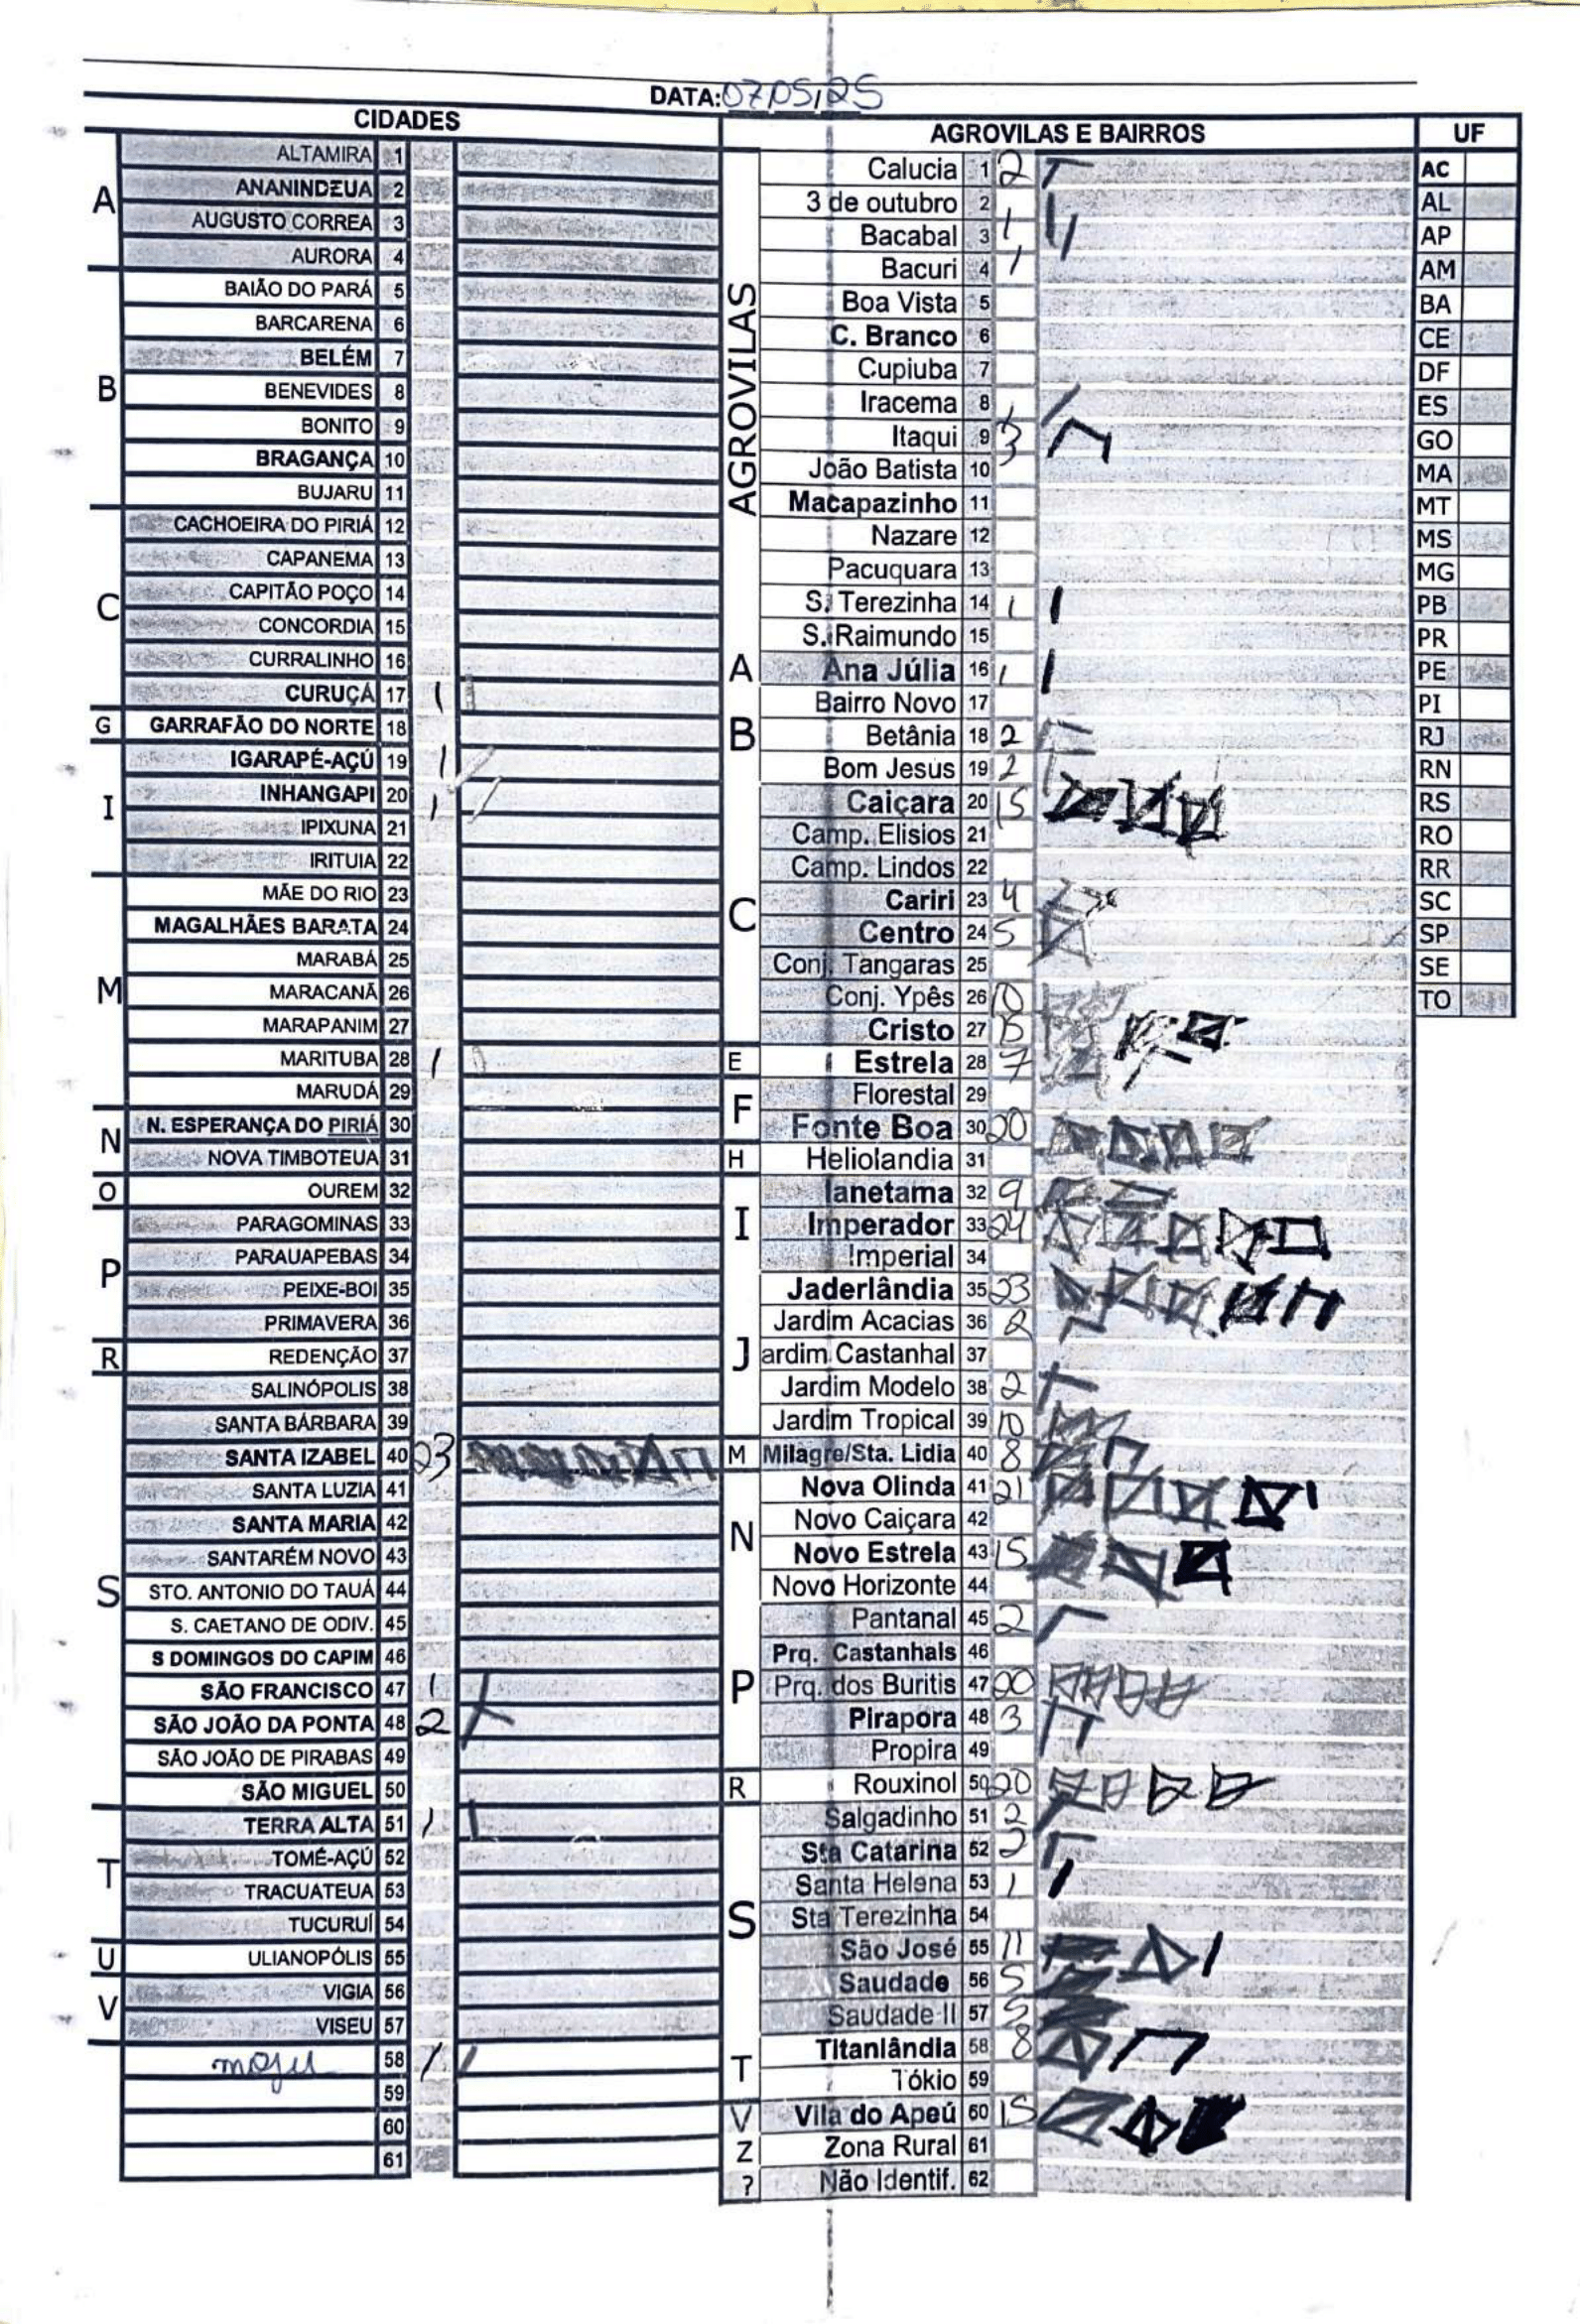 DATA: 07/05/25
CIDADES
A
ALTAMIRA 1
ANANINDEUA 2
AUGUSTO CORREA 3
AURORA 4
B
BAIÃO DO PARÁ 5
BARCARENA 6
BELÉM 7
BENEVIDES 8
BONITO 9
BRAGANÇA 10
BUJARU 11
C
CACHOEIRA DO PIRIÁ 12
CAPANEMA 13
CAPITÃO POÇO 14
CONCORDIA 15
CURRALINHO 16
CURUÇÁ 17 1
G
GARRAFÃO DO NORTE 18
I
IGARAPÉ-AÇÚ 19 1
INHANGAPI 20 1
IPIXUNA 21
IRITUIA 22
M
MÃE DO RIO 23
MAGALHÃES BARATA 24
MARABÁ 25
MARACANÃ 26
MARAPANIM 27
MARITUBA 28 1
MARUDÁ 29
N
N. ESPERANÇA DO PIRIÁ 30
NOVA TIMBOTEUA 31
O
OUREM 32
P
PARAGOMINAS 33
PARAUAPEBAS 34
PEIXE-BOI 35
PRIMAVERA 36
R
REDENÇÃO 37
S
SALINÓPOLIS 38
SANTA BÁRBARA 39
SANTA IZABEL 40 23
SANTA LUZIA 41
SANTA MARIA 42
SANTARÉM NOVO 43
STO. ANTONIO DO TAUÁ 44
S. CAETANO DE ODIV. 45
S DOMINGOS DO CAPIM 46
SÃO FRANCISCO 47 1
SÃO JOÃO DA PONTA 48 2
SÃO JOÃO DE PIRABAS 49
SÃO MIGUEL 50
T
TERRA ALTA 51 1
TOMÉ-AÇÚ 52
TRACUATEUA 53
TUCURUÍ 54
U
ULIANOPÓLIS 55
V
VIGIA 56
VISEU 57
moju 58 1
59
60
61
AGROVILAS E BAIRROS
AGROVILAS
Calucia 1 2
3 de outubro 2
Bacabal 3 1
Bacuri 4 1
Boa Vista 5
C. Branco 6
Cupiuba 7
Iracema 8 1
Itaqui 9 3
João Batista 10
Macapazinho 11
Nazare 12
Pacuquara 13
S. Terezinha 14 1
S. Raimundo 15
A
Ana Júlia 16 1
Bairro Novo 17
B
Betânia 18 2
Bom Jesus 19 2
Caiçara 20 15
Camp. Elisios 21
Camp. Lindos 22
C
Cariri 23 4
Centro 24 5
Conj. Tangaras 25
Conj. Ypês 26 10
Cristo 27 15
E
Estrela 28 7
F
Florestal 29
Fonte Boa 30 20
H
Heliolandia 31
I
Ianetama 32 9
Imperador 33 24
Imperial 34
J
Jaderlândia 35 23
Jardim Acacias 36 2
ardim Castanhal 37
Jardim Modelo 38 2
Jardim Tropical 39 10
M
Milagre/Sta. Lidia 40 8
N
Nova Olinda 41 21
Novo Caiçara 42
Novo Estrela 43 15
Novo Horizonte 44
P
Pantanal 45 2
Prq. Castanhais 46
Prq. dos Buritis 47 20
Pirapora 48 3
Propira 49
R
Rouxinol 50 20
S
Salgadinho 51 2
Sta Catarina 52 2
Santa Helena 53 1
Sta Terezinha 54
São José 55 11
Saudade 56 5
Saudade II 57 5
T
Titanlândia 58 8
Tókio 59
V
Vila do Apeú 60 15
Z
Zona Rural 61
?
Não Identif. 62
UF
AC
AL
AP
AM
BA
CE
DF
ES
GO
MA
MT
MS
MG
PB
PR
PE
PI
RJ
RN
RS
RO
RR
SC
SP
SE
TO